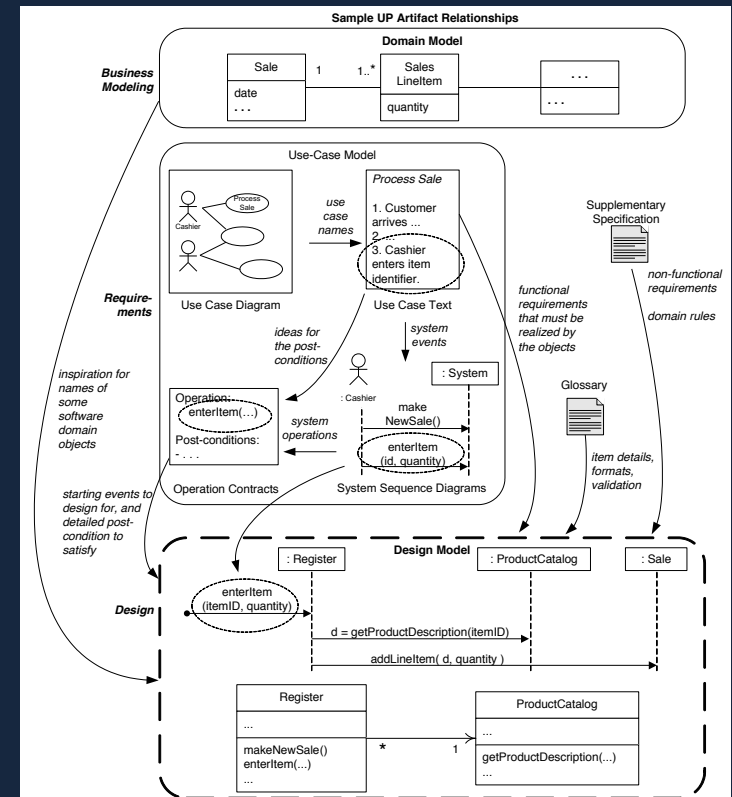 Sample UP Artifact Relationships
Domain Model
Business
Modeling
Sale
date
. . .
1
1..*
Sales
LineItem
quantity
. . .
. . .
Use-Case Model
Process
Sale
Cashier
Use Case Diagram
use
case
names
Process Sale
1. Customer
arrives ...
2. ...
3. Cashier
enters item
identifier.
Use Case Text
Supplementary
Specification
non-functional
requirements
domain rules
Require-
ments
functional
requirements
that must be
realized by
the objects
ideas for
the post-
conditions
system
events
inspiration for
names of
some
software
domain
objects
Glossary
item details,
formats,
validation
: System
: Cashier
make
NewSale()
enterItem
(id, quantity)
system
operations
Operation:
enterItem(…)
Post-conditions:
- . . .
Operation Contracts
System Sequence Diagrams
starting events to
design for, and
detailed post-
condition to
satisfy
Design Model
: Register
: ProductCatalog
: Sale
Design
enterItem
(itemID, quantity)
d = getProductDescription(itemID)
addLineItem( d, quantity )
Register
...
makeNewSale()
enterItem(...)
...
*
1
ProductCatalog
...
getProductDescription(...)
...